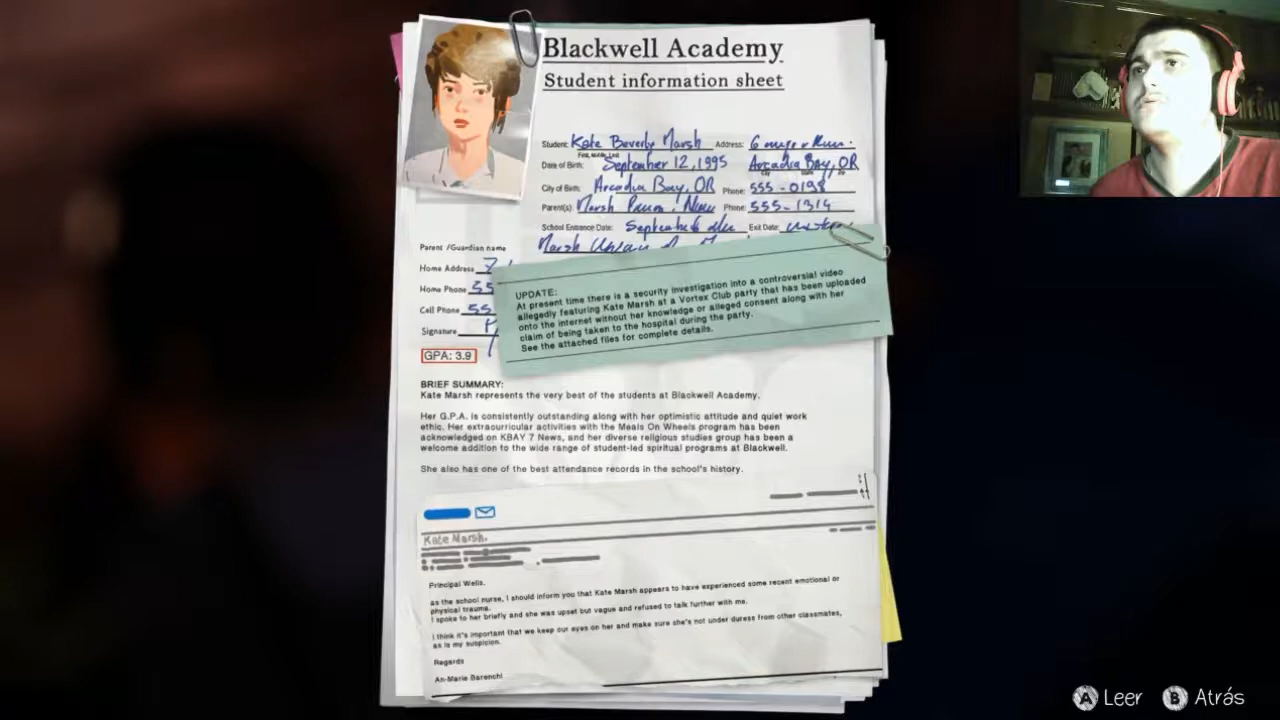 Blackwell Academy
Student information sheet
Student: Kate Beverly Marsh Address:
First, Middle, Last
Date of Birth: September 12, 1995 Arcadia Bay, OR
City State Zip
City of Birth: Arcadia Bay, OR Phone: 555-0198
Parent(s) Marsh Phone: 555-1314
School Entrance Date: Exit Date:
Parent /Guardian name Marsh
Home Address
Home Phone
Cell Phone
Signature
UPDATE:
At present time there is a security investigation into a controversial video
allegedly featuring Kate Marsh at a Vortex Club party that has been uploaded
onto the internet without her knowledge or alleged consent along with her
claim of being taken to the hospital during the party.
See the attached files for complete details.
GPA: 3.9
BRIEF SUMMARY:
Kate Marsh represents the very best of the students at Blackwell Academy.
Her G.P.A. is consistently outstanding along with her optimistic attitude and quiet work
ethic. Her extracurricular activities with the Meals On Wheels program has been
acknowledged on KBAY 7 News, and her diverse religious studies group has been a
welcome addition to the wide range of student-led spiritual programs at Blackwell.
She also has one of the best attendance records in the school's history.
Kate Marsh.
Principal Wells.
as the school nurse, I should inform you that Kate Marsh appears to have experienced some recent emotional or
physical trauma.
I spoke to her briefly and she was upset but vague and refused to talk further with me.
I think it's important that we keep our eyes on her and make sure she's not under duress from other classmates,
as is my suspicion.
Regards
An-Marie Barenchi
A Leer B Atrás